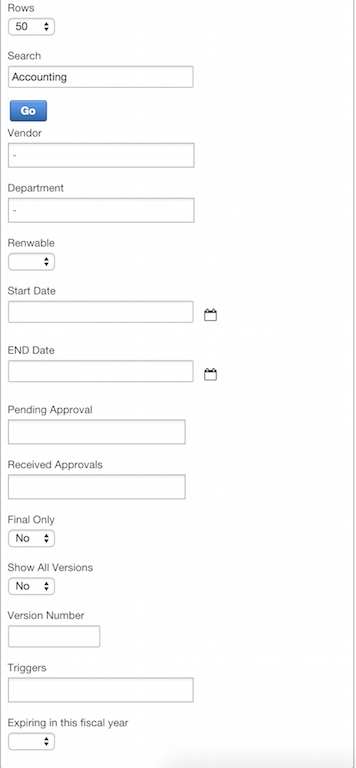 Rows
50
Search
Accounting
Go
Vendor
-
Department
-
Renwable
Start Date
END Date
Pending Approval
Received Approvals
Final Only
No
Show All Versions
No
Version Number
Triggers
Expiring in this fiscal year